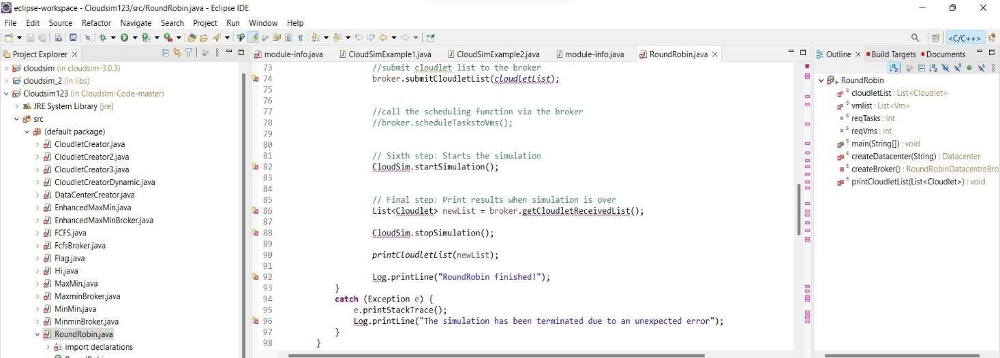 eclipse-workspace - Cloudsim123/src/RoundRobin.java - Eclipse IDE
File Edit Source Refactor Navigate Search Project Run Window Help
<C/C++>
Project Explorer
cloudsim (in cloudsim-3.0.3)
cloudsim_2 (in libs)
Cloudsim123 (in Cloudsim-Code-master)
JRE System Library [jre]
src
(default package)
CloudletCreator.java
CloudletCreator2.java
CloudletCreator3.java
CloudletCreatorDynamic.java
DataCenterCreator.java
EnhancedMaxMin.java
EnhancedMaxMinBroker.java
FCFS.java
FcfsBroker.java
Flag.java
Hi.java
MaxMin.java
MaxminBroker.java
MinMin.java
MinminBroker.java
RoundRobin.java
import declarations
module-info.java CloudSimExample1.java CloudSimExample2.java module-info.java RoundRobin.java
73 //submit cloudlet list to the broker
74 broker.submitCloudletList(cloudletList);
75
76
77 //call the scheduling function via the broker
78 //broker.scheduleTaskstoVms();
79
80
81 // Sixth step: Starts the simulation
82 CloudSim.startSimulation();
83
84
85 // Final step: Print results when simulation is over
86 List<Cloudlet> newList = broker.getCloudletReceivedList();
87
88 CloudSim.stopSimulation();
89
90 printCloudletList(newList);
91
92 Log.printLine("RoundRobin finished!");
93 }
94 catch (Exception e) {
95 e.printStackTrace();
96 Log.printLine("The simulation has been terminated due to an unexpected error");
97 }
98 }
Outline Build Targets Documents
RoundRobin
cloudletList : List<Cloudlet>
vmlist : List<Vm>
reqTasks : int
reqVms : int
main(String[]) : void
createDatacenter(String) : Datacenter
createBroker() : RoundRobinDatacentreBro
printCloudletList(List<Cloudlet>) : void